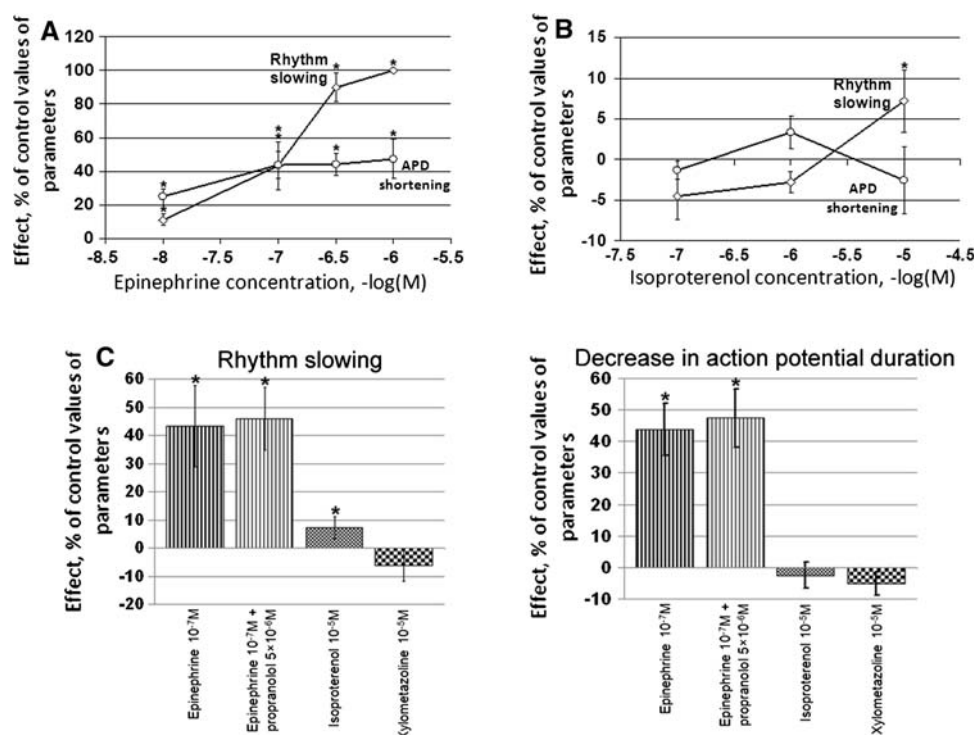 A
Effect, % of control values of
parameters
120
100
80
60
40
20
0
Rhythm
slowing
* *
*
*
*
*
*
*
APD
shortening
-8.5 -8 -7.5 -7 -6.5 -6 -5.5
Epinephrine concentration, -log(M)
B
Effect, % of control values of
parameters
15
10
5
0
-5
-10
*
Rhythm
slowing
APD
shortening
-7.5 -7 -6.5 -6 -5.5 -5 -4.5
Isoproterenol concentration, -log(M)
C
Rhythm slowing
Effect, % of control values of
parameters
60
50
40
30
20
10
0
-10
-20
* * *
Epinephrine 10⁻⁷M
Epinephrine 10⁻⁷M +
propranolol 5×10⁻⁶M
Isoproterenol 10⁻⁵M
Xylometazoline 10⁻⁵M
Decrease in action potential duration
Effect, % of control values of
parameters
60
50
40
30
20
10
0
-10
* *
Epinephrine 10⁻⁷M
Epinephrine 10⁻⁷M +
propranolol 5×10⁻⁶M
Isoproterenol 10⁻⁵M
Xylometazoline 10⁻⁵M